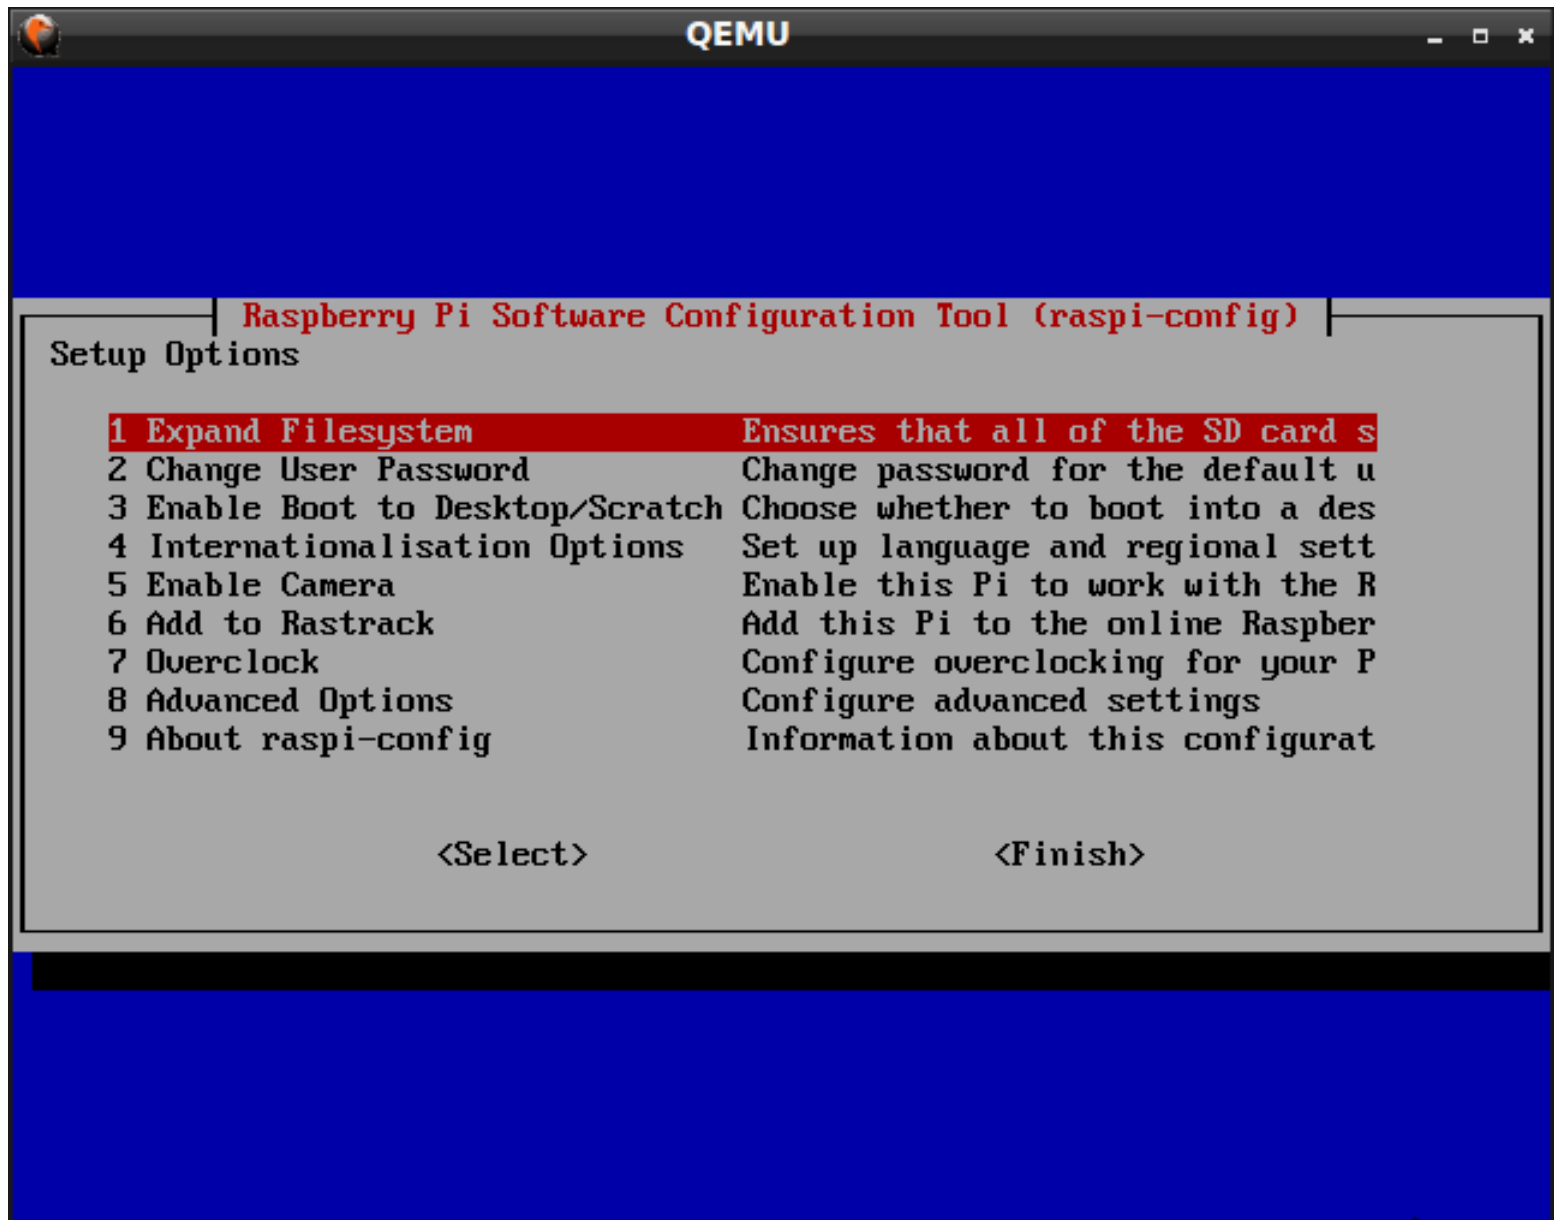 QEMU
Raspberry Pi Software Configuration Tool (raspi-config)
Setup Options
1 Expand Filesystem Ensures that all of the SD card s
2 Change User Password Change password for the default u
3 Enable Boot to Desktop/Scratch Choose whether to boot into a des
4 Internationalisation Options Set up language and regional sett
5 Enable Camera Enable this Pi to work with the R
6 Add to Rastrack Add this Pi to the online Raspber
7 Overclock Configure overclocking for your P
8 Advanced Options Configure advanced settings
9 About raspi-config Information about this configurat
<Select> <Finish>